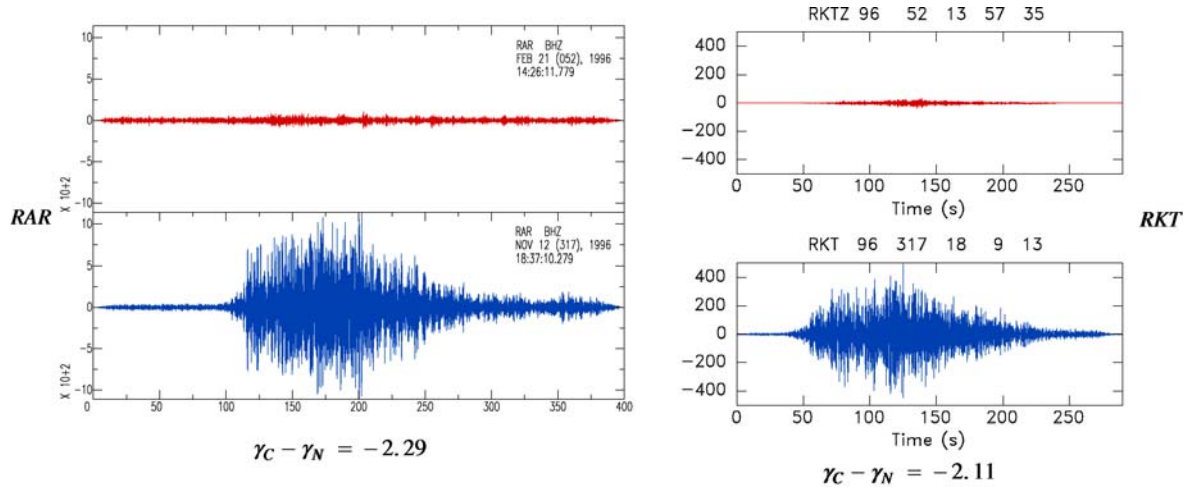 RAR
10
5
0
-5
X 10+2
RAR BHZ
FEB 21 (052), 1996
14:26:11.779
10
5
0
-5
-10
X 10+2
RAR BHZ
NOV 12 (317), 1996
18:37:10.279
0 50 100 150 200 250 300 350 400
γC − γN = −2.29
RKTZ 96 52 13 57 35
400
200
0
-200
-400
0 50 100 150 200 250
Time (s)
RKT
RKT 96 317 18 9 13
400
200
0
-200
-400
0 50 100 150 200 250
Time (s)
γC − γN = −2.11